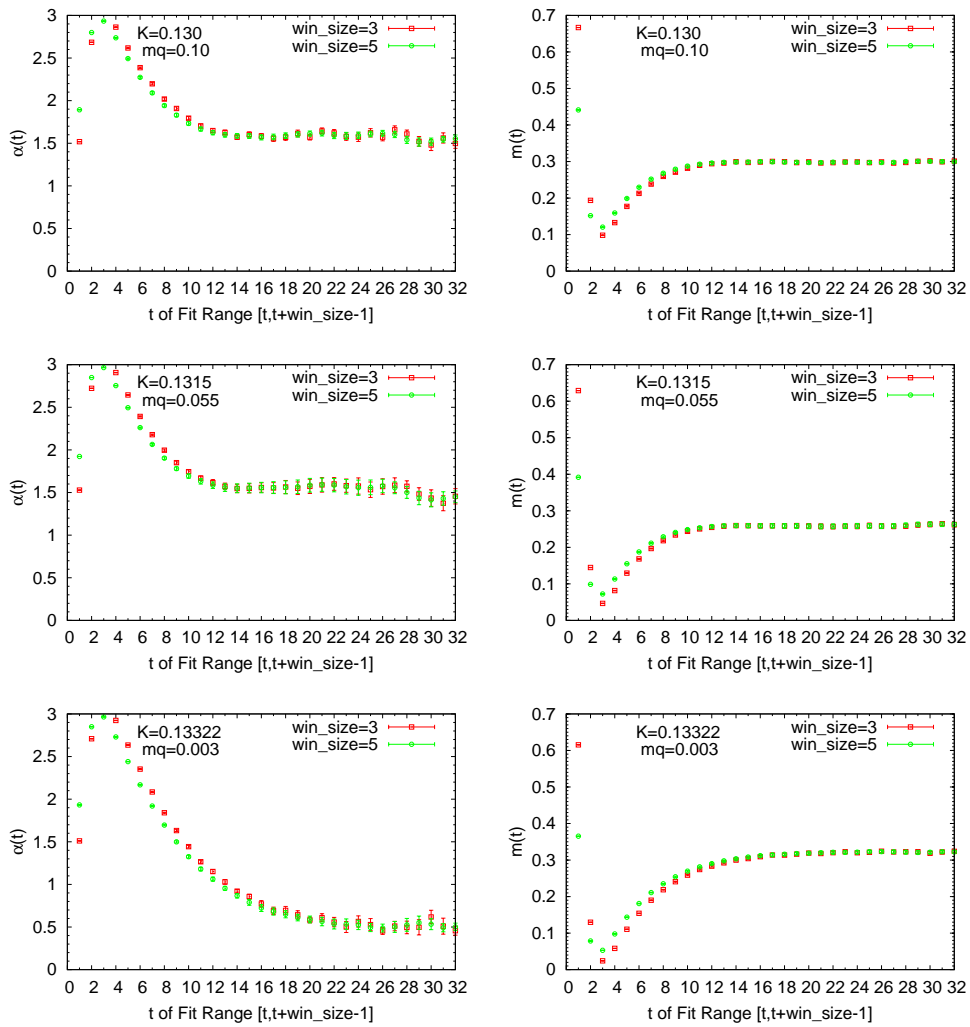 3
2.5
2
1.5
1
0.5
0
α(t)
K=0.130
mq=0.10
win_size=3
win_size=5
0 2 4 6 8 10 12 14 16 18 20 22 24 26 28 30 32
t of Fit Range [t,t+win_size-1]
0.7
0.6
0.5
0.4
0.3
0.2
0.1
0
m(t)
K=0.130
mq=0.10
win_size=3
win_size=5
0 2 4 6 8 10 12 14 16 18 20 22 24 26 28 30 32
t of Fit Range [t,t+win_size-1]
3
2.5
2
1.5
1
0.5
0
α(t)
K=0.1315
mq=0.055
win_size=3
win_size=5
0 2 4 6 8 10 12 14 16 18 20 22 24 26 28 30 32
t of Fit Range [t,t+win_size-1]
0.7
0.6
0.5
0.4
0.3
0.2
0.1
0
m(t)
K=0.1315
mq=0.055
win_size=3
win_size=5
0 2 4 6 8 10 12 14 16 18 20 22 24 26 28 30 32
t of Fit Range [t,t+win_size-1]
3
2.5
2
1.5
1
0.5
0
α(t)
K=0.13322
mq=0.003
win_size=3
win_size=5
0 2 4 6 8 10 12 14 16 18 20 22 24 26 28 30 32
t of Fit Range [t,t+win_size-1]
0.7
0.6
0.5
0.4
0.3
0.2
0.1
0
m(t)
K=0.13322
mq=0.003
win_size=3
win_size=5
0 2 4 6 8 10 12 14 16 18 20 22 24 26 28 30 32
t of Fit Range [t,t+win_size-1]